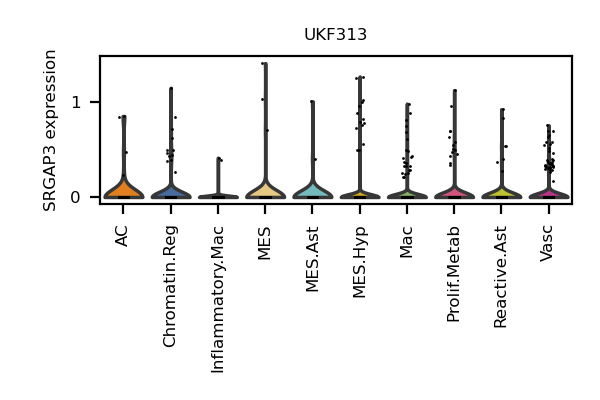 UKF313
SRGAP3 expression
1
0
AC
Chromatin.Reg
Inflammatory.Mac
MES
MES.Ast
MES.Hyp
Mac
Prolif.Metab
Reactive.Ast
Vasc